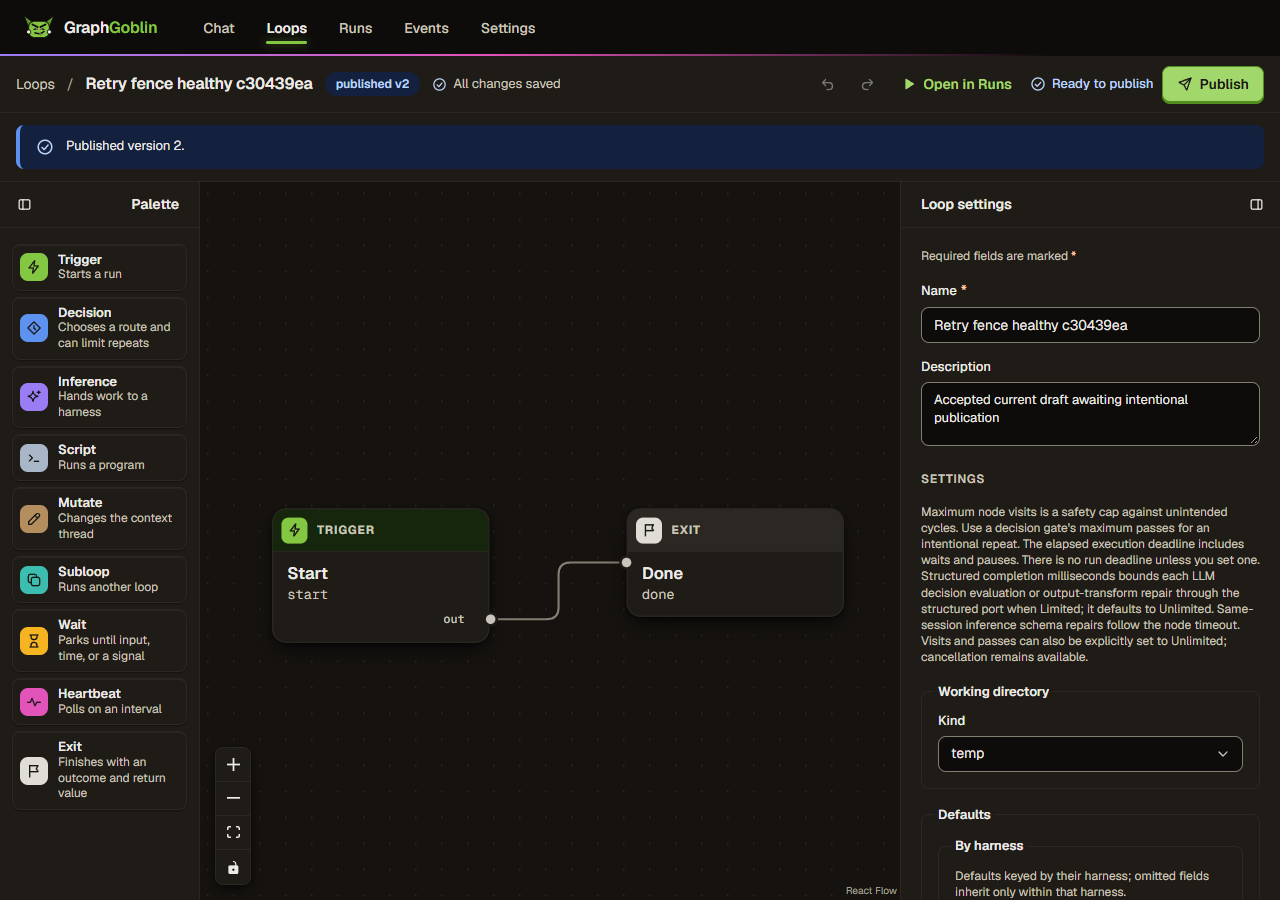 GraphGoblin
Chat
Loops
Runs
Events
Settings
Loops / Retry fence healthy c30439ea
published v2
All changes saved
Open in Runs
Ready to publish
Publish
Published version 2.
Palette
Trigger
Starts a run
Decision
Chooses a route and
can limit repeats
Inference
Hands work to a
harness
Script
Runs a program
Mutate
Changes the context
thread
Subloop
Runs another loop
Wait
Parks until input,
time, or a signal
Heartbeat
Polls on an interval
Exit
Finishes with an
outcome and return
value
TRIGGER
Start
start
out
EXIT
Done
done
React Flow
Loop settings
Required fields are marked *
Name *
Retry fence healthy c30439ea
Description
Accepted current draft awaiting intentional
publication
SETTINGS
Maximum node visits is a safety cap against unintended
cycles. Use a decision gate's maximum passes for an
intentional repeat. The elapsed execution deadline includes
waits and pauses. There is no run deadline unless you set one.
Structured completion milliseconds bounds each LLM
decision evaluation or output-transform repair through the
structured port when Limited; it defaults to Unlimited. Same-
session inference schema repairs follow the node timeout.
Visits and passes can also be explicitly set to Unlimited;
cancellation remains available.
Working directory
Kind
temp
Defaults
By harness
Defaults keyed by their harness; omitted fields
inherit only within that harness.